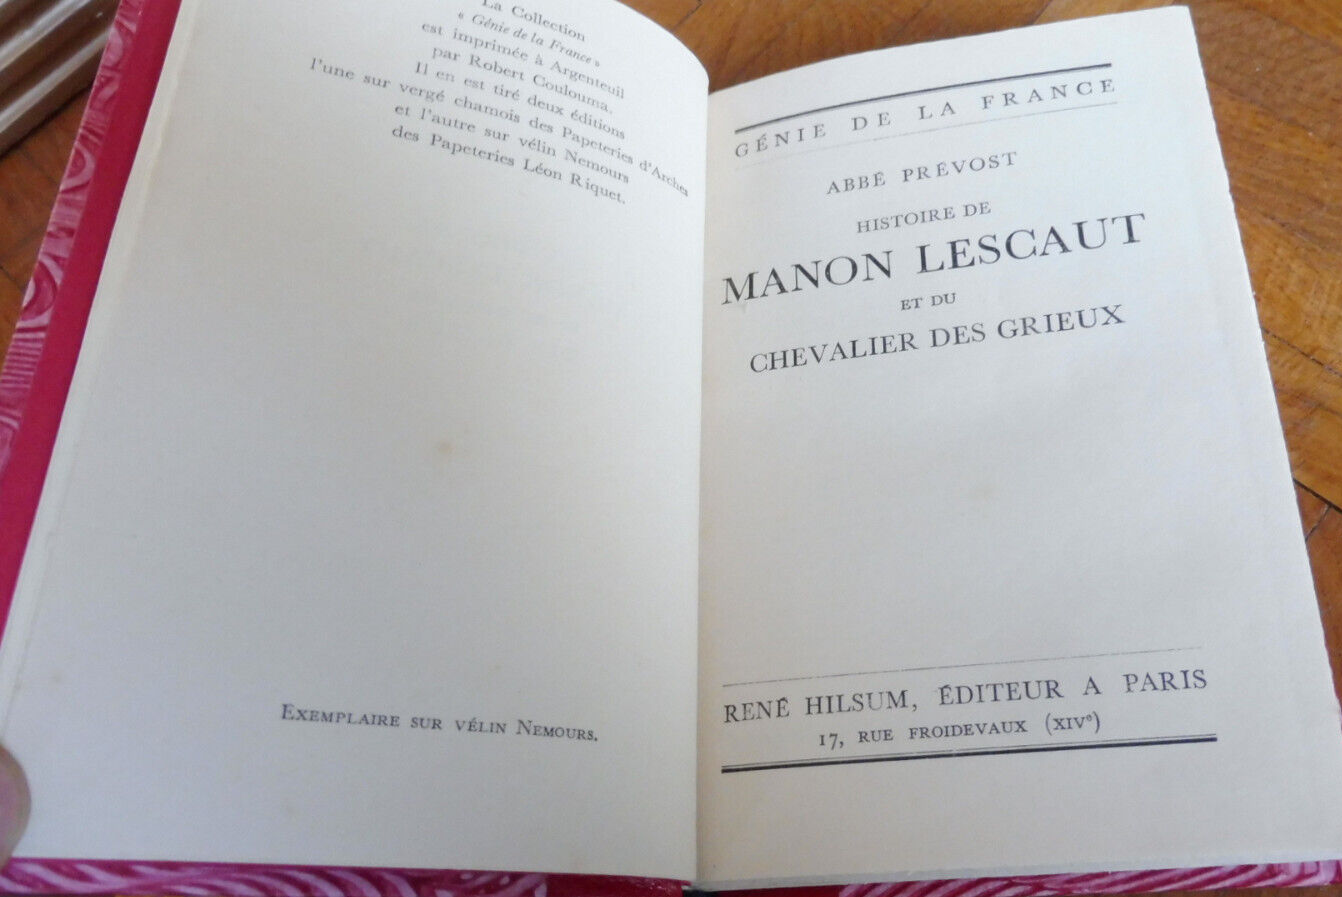 La Collection
« Génie de la France »
est imprimée à Argenteuil
par Robert Coulouma.
Il en est tiré deux éditions
l'une sur vergé chamois des Papeteries d'Arches
et l'autre sur vélin Nemours
des Papeteries Léon Riquet.
EXEMPLAIRE SUR VÉLIN NEMOURS.
GÉNIE DE LA FRANCE
ABBÉ PRÉVOST
HISTOIRE DE
MANON LESCAUT
ET DU
CHEVALIER DES GRIEUX
RENÉ HILSUM, ÉDITEUR A PARIS
17, RUE FROIDEVAUX (XIVe)